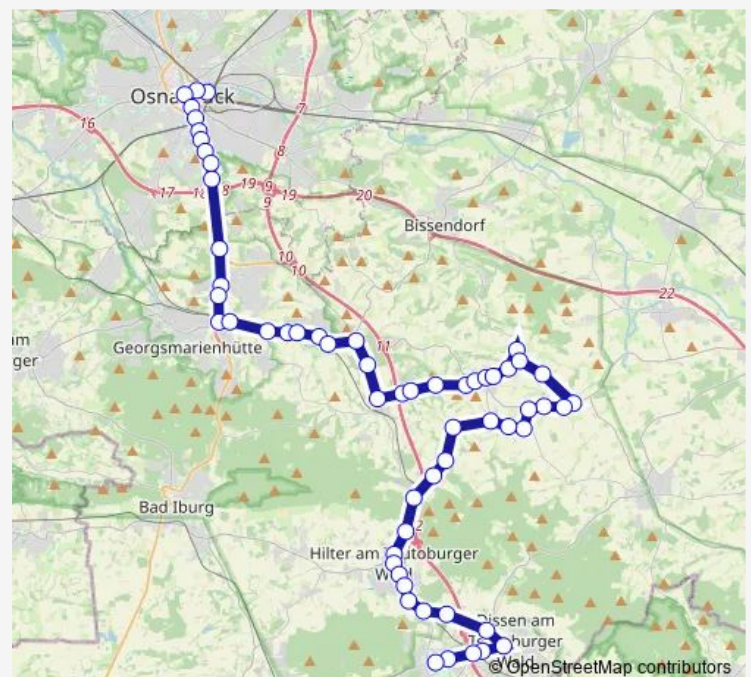 Osnabrück
16
7
8
17
18
8
19
9
19
9
20
Bissendorf
10
10
22
11
Georgsmarienhütte
ger
Bad Iburg
Hilter am Teutoburger
Wald
Dissen am
Teutoburger
Wald
© OpenStreetMap contributors